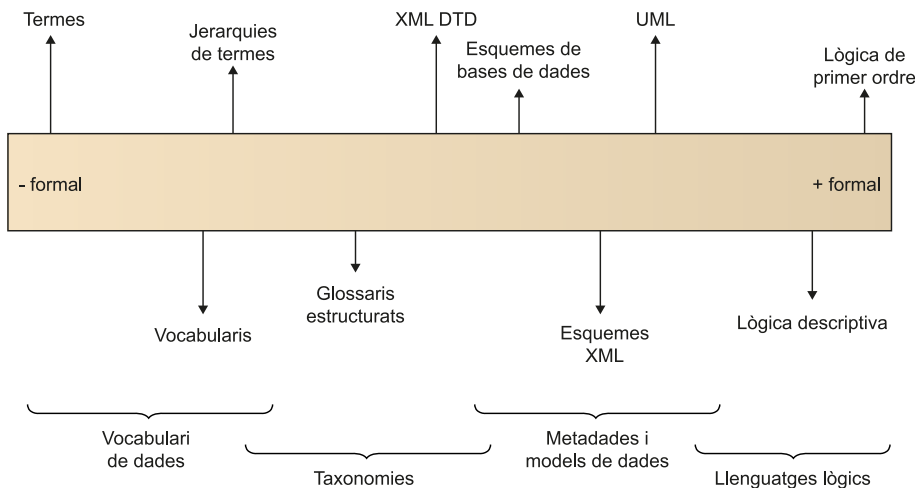 Termes
Jerarquies
de termes
XML DTD
Esquemes de
bases de dades
UML
Lògica de
primer ordre
- formal
+ formal
Vocabularis
Glossaris
estructurats
Esquemes
XML
Lògica descriptiva
Vocabulari
de dades
Taxonomies
Metadades i
models de dades
Llenguatges lògics